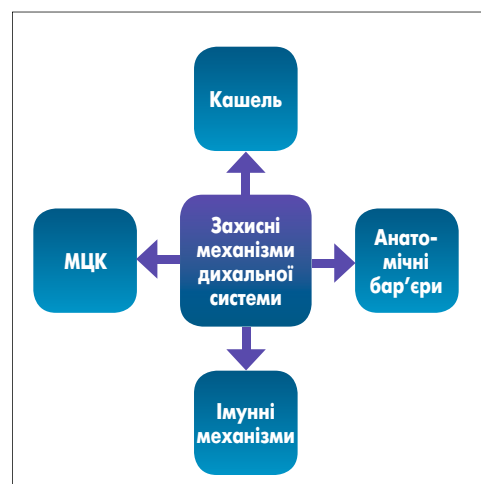 Кашель
МЦК
Захисні
механізми
дихальної
системи
Анато-
мічні
бар’єри
Імунні
механізми